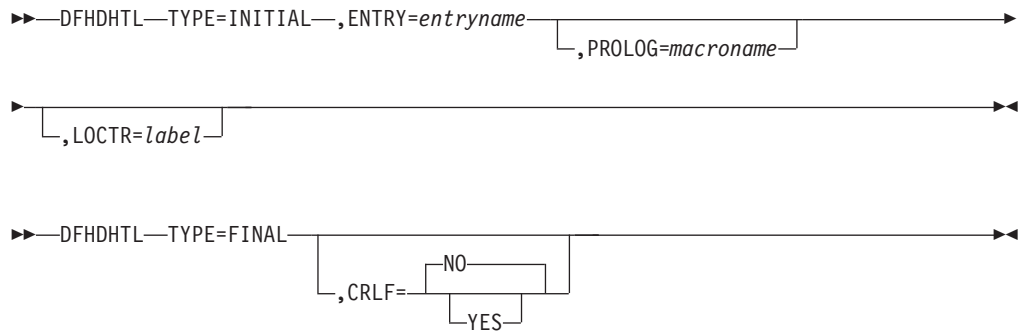 DFHDHTL TYPE=INITIAL ,ENTRY=entryname
,PROLOG=macroname
,LOCTR=label
DFHDHTL TYPE=FINAL
NO
,CRLF=
YES